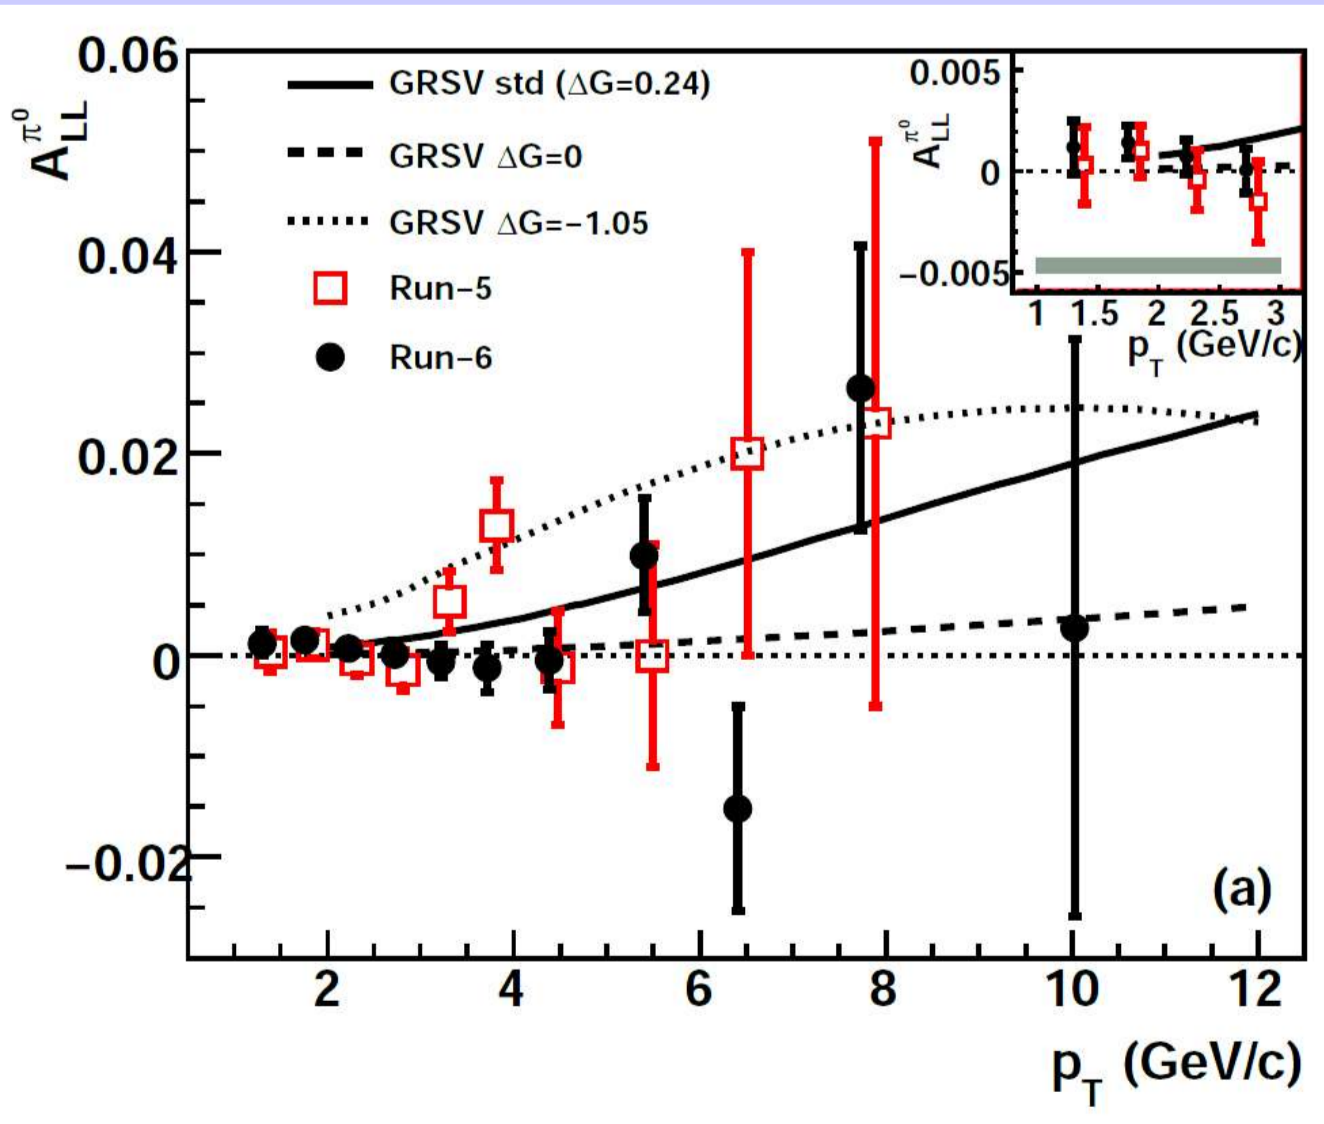 0.06
0.04
0.02
0
−0.02
A_LL^π⁰
GRSV std (ΔG=0.24)
GRSV ΔG=0
GRSV ΔG=−1.05
Run−5
Run−6
0.005
0
−0.005
A_LL^π⁰
1 1.5 2 2.5 3
p_T (GeV/c)
(a)
2 4 6 8 10 12
p_T (GeV/c)